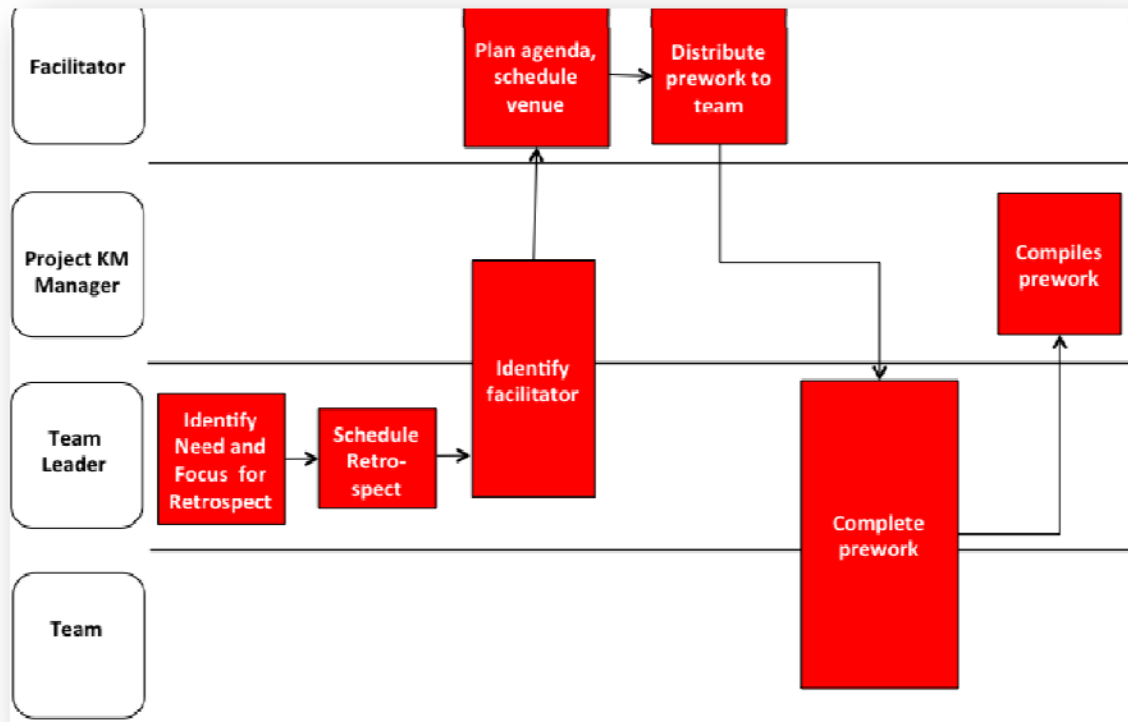 Facilitator
Plan agenda,
schedule
venue
Distribute
prework to
team
Project KM
Manager
Identify
facilitator
Compiles
prework
Team
Leader
Identify
Need and
Focus for
Retrospect
Schedule
Retro-
spect
Complete
prework
Team